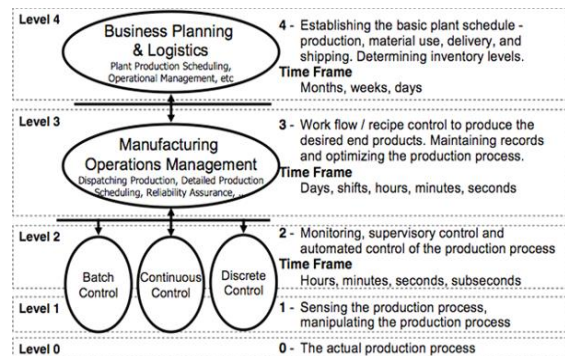 Level 4
Business Planning
& Logistics
Plant Production Scheduling,
Operational Management, etc
4 - Establishing the basic plant schedule -
production, material use, delivery, and
shipping. Determining inventory levels.
Time Frame
Months, weeks, days
Level 3
Manufacturing
Operations Management
Dispatching Production, Detailed Production
Scheduling, Reliability Assurance, ...
3 - Work flow / recipe control to produce the
desired end products. Maintaining records
and optimizing the production process.
Time Frame
Days, shifts, hours, minutes, seconds
Level 2
Batch
Control
Continuous
Control
Discrete
Control
2 - Monitoring, supervisory control and
automated control of the production process
Time Frame
Hours, minutes, seconds, subseconds
Level 1
1 - Sensing the production process,
manipulating the production process
Level 0
0 - The actual production process